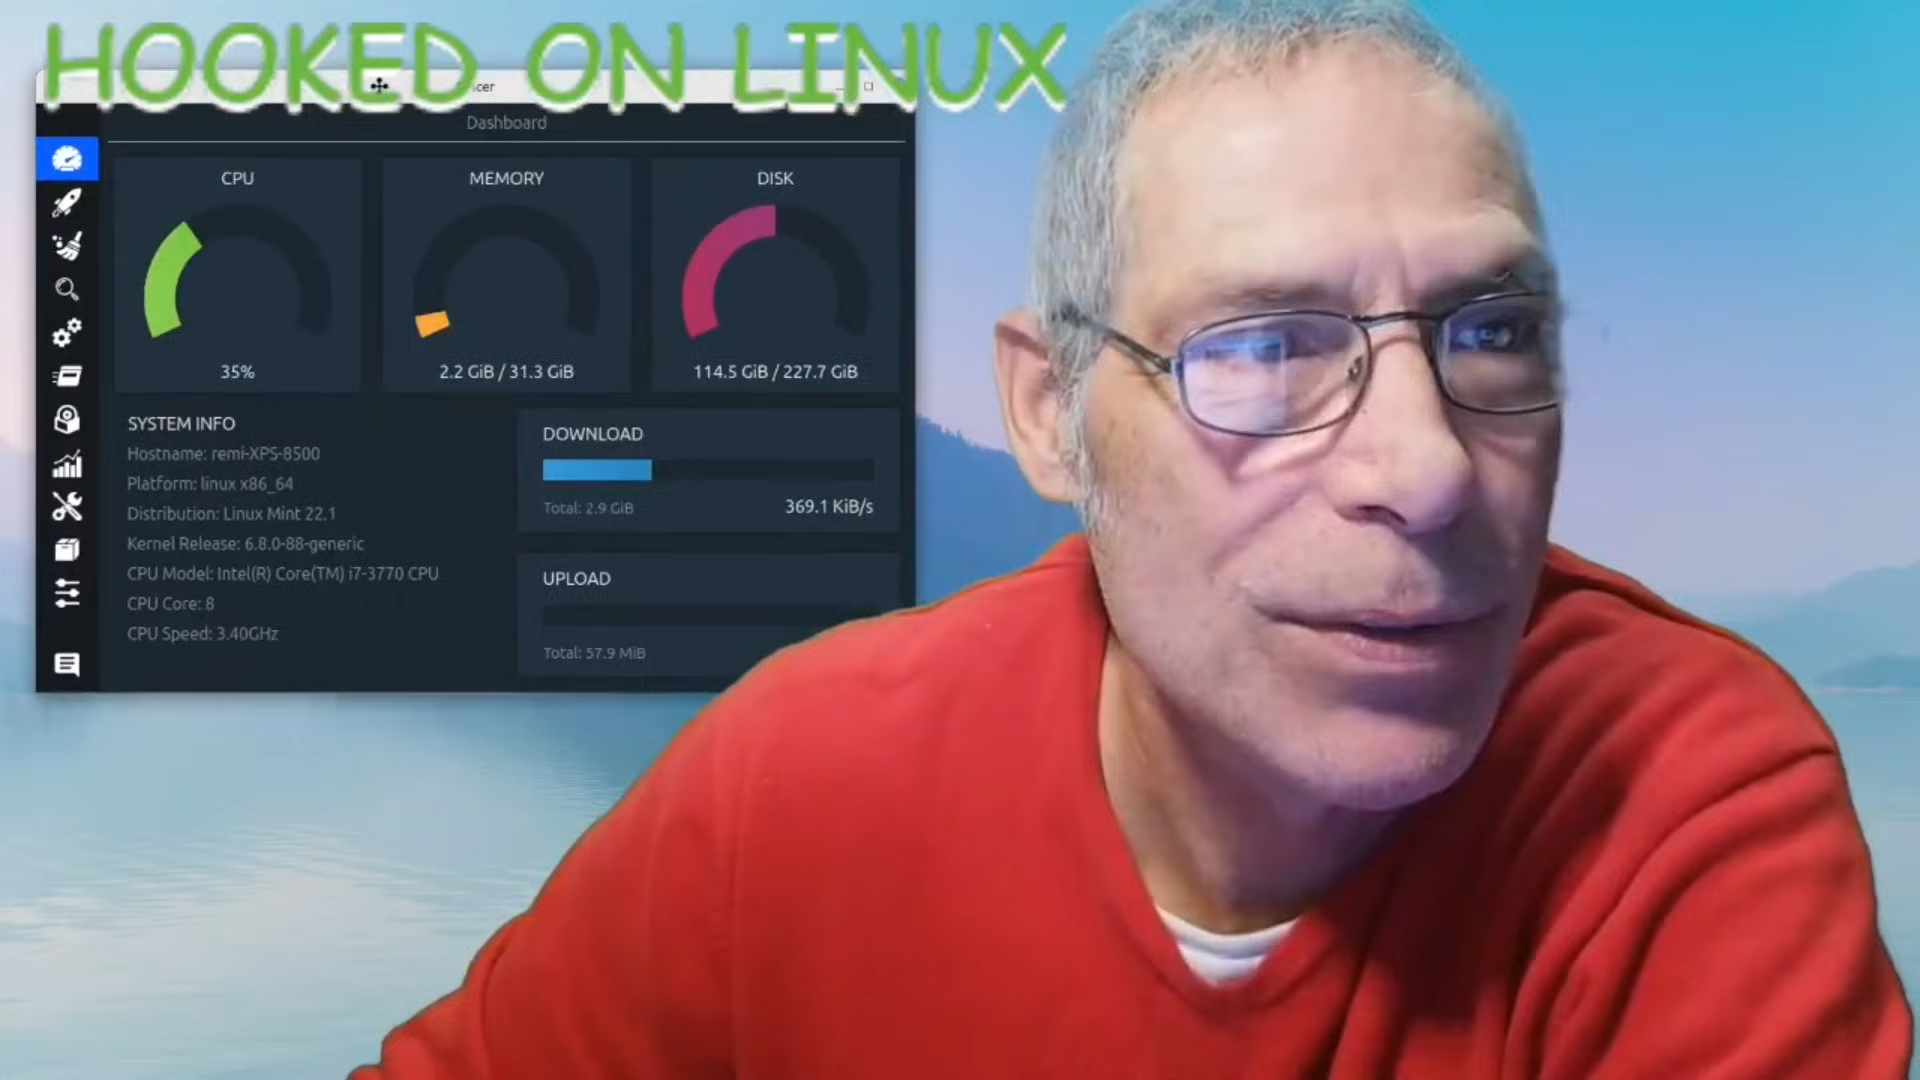 HOOKED ON LINUX
Dashboard
CPU
MEMORY
DISK
35%
2.2 GiB / 31.3 GiB
114.5 GiB / 227.7 GiB
SYSTEM INFO
Hostname: remi-XPS-8500
Platform: linux x86_64
Distribution: Linux Mint 22.1
Kernel Release: 6.8.0-88-generic
CPU Model: Intel(R) Core(TM) i7-3770 CPU
CPU Core: 8
CPU Speed: 3.40GHz
DOWNLOAD
Total: 2.9 GiB
369.1 KiB/s
UPLOAD
Total: 57.9 MiB